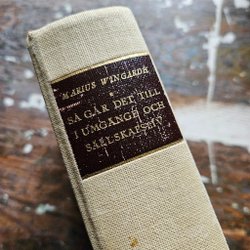 MARIUS WINGÅRDH
SÅ GÅR DET TILL
I UMGÄNGE OCH
SÄLLSKAPSLIV